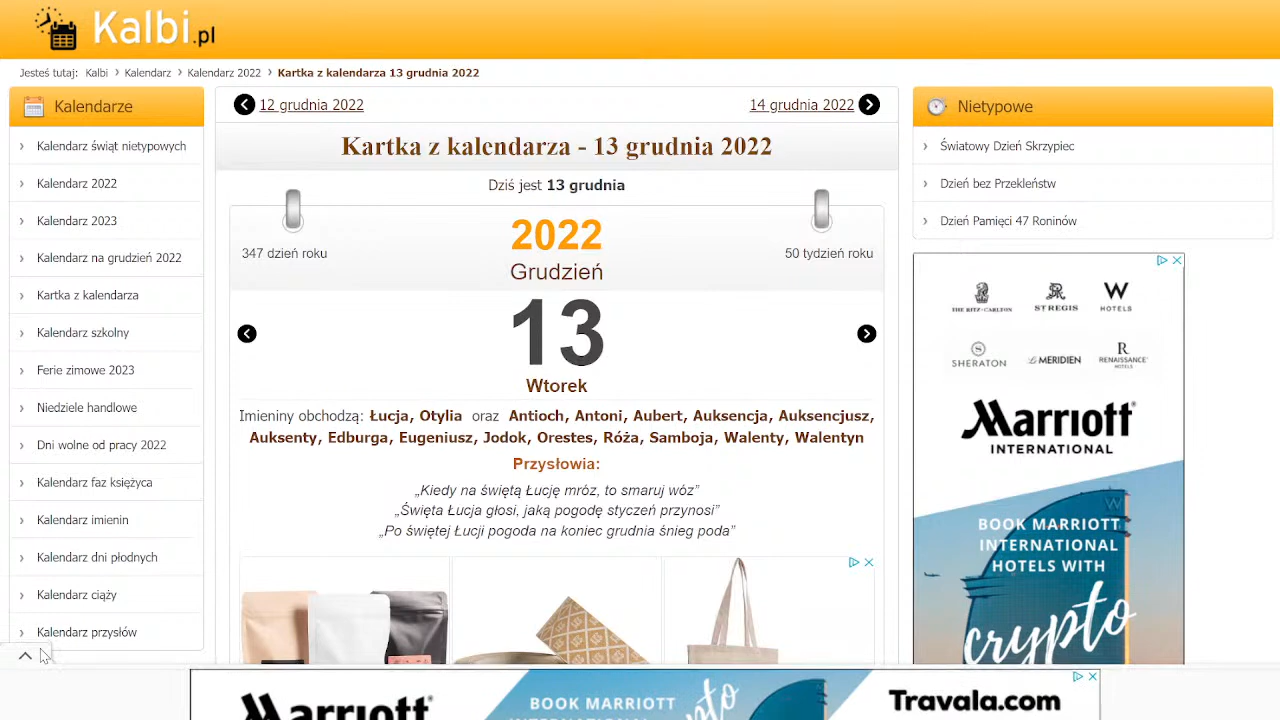 Kalbi.pl
Jesteś tutaj: Kalbi › Kalendarz › Kalendarz 2022 › Kartka z kalendarza 13 grudnia 2022
Kalendarze
Kalendarz świąt nietypowych
Kalendarz 2022
Kalendarz 2023
Kalendarz na grudzień 2022
Kartka z kalendarza
Kalendarz szkolny
Ferie zimowe 2023
Niedziele handlowe
Dni wolne od pracy 2022
Kalendarz faz księżyca
Kalendarz imienin
Kalendarz dni płodnych
Kalendarz ciąży
Kalendarz przysłów
12 grudnia 2022
14 grudnia 2022
Kartka z kalendarza - 13 grudnia 2022
Dziś jest 13 grudnia
347 dzień roku
2022
50 tydzień roku
Grudzień
13
Wtorek
Imieniny obchodzą: Łucja, Otylia oraz Antioch, Antoni, Aubert, Auksencja, Auksencjusz,
Auksenty, Edburga, Eugeniusz, Jodok, Orestes, Róża, Samboja, Walenty, Walentyn
Przysłowia:
„Kiedy na świętą Łucję mróz, to smaruj wóz”
„Święta Łucja głosi, jaką pogodę styczeń przynosi”
„Po świętej Łucji pogoda na koniec grudnia śnieg poda”
Nietypowe
Światowy Dzień Skrzypiec
Dzień bez Przekleństw
Dzień Pamięci 47 Roninów
THE RITZ-CARLTON
ST REGIS
W HOTELS
SHERATON
LE MERIDIEN
RENAISSANCE HOTELS
Marriott
INTERNATIONAL
BOOK MARRIOTT
INTERNATIONAL
HOTELS WITH
crypto
Marriott
BOOK MARRIOTT
INTERNATIONAL
crypto
Travala.com